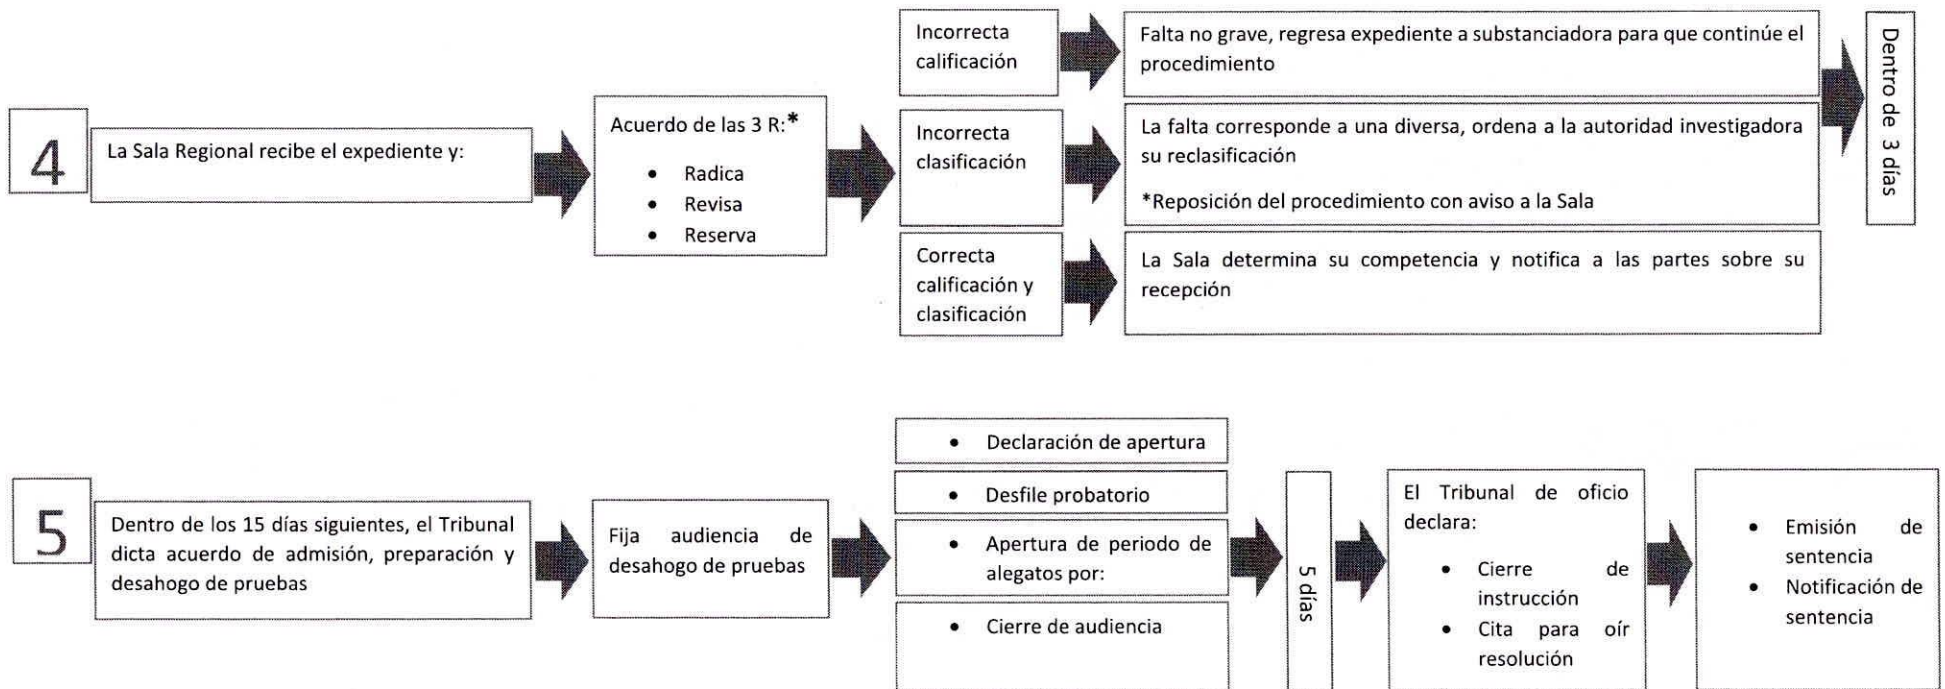 4
La Sala Regional recibe el expediente y:
Acuerdo de las 3 R:*
• Radica
• Revisa
• Reserva
Incorrecta
calificación
Falta no grave, regresa expediente a substanciadora para que continúe el
procedimiento
Incorrecta
clasificación
La falta corresponde a una diversa, ordena a la autoridad investigadora
su reclasificación
*Reposición del procedimiento con aviso a la Sala
Correcta
calificación y
clasificación
La Sala determina su competencia y notifica a las partes sobre su
recepción
Dentro de 3 días
5
Dentro de los 15 días siguientes, el Tribunal
dicta acuerdo de admisión, preparación y
desahogo de pruebas
Fija audiencia de
desahogo de pruebas
• Declaración de apertura
• Desfile probatorio
• Apertura de periodo de
alegatos por:
• Cierre de audiencia
5 días
El Tribunal de oficio
declara:
• Cierre de
instrucción
• Cita para oír
resolución
• Emisión de
sentencia
• Notificación de
sentencia